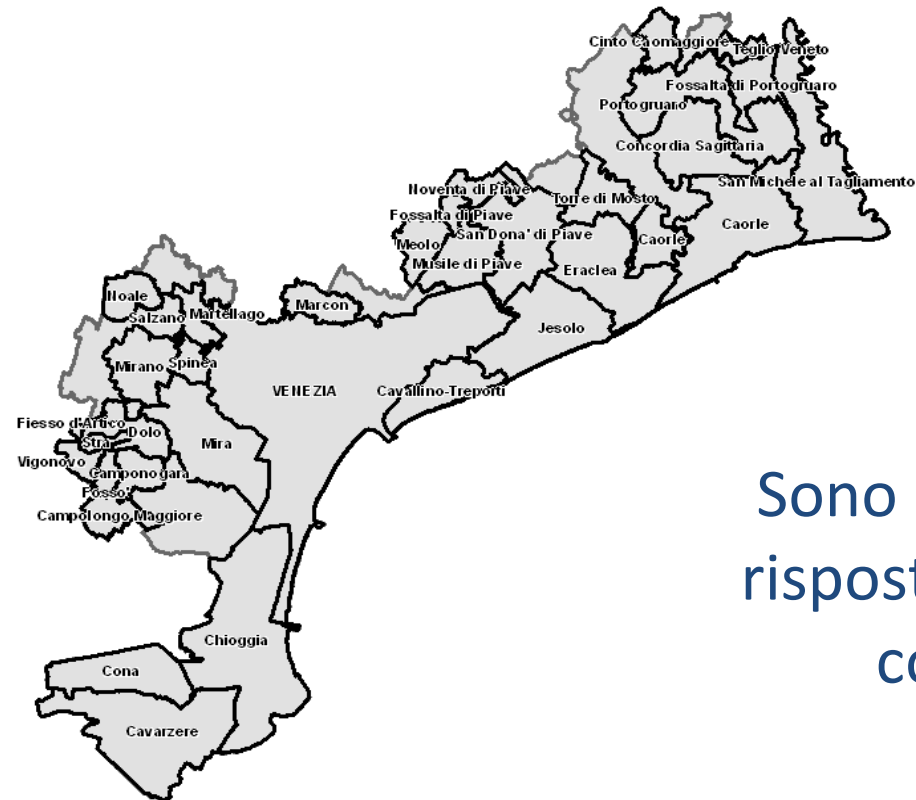 Cinto Caomaggiore
Teglio Veneto
Fossalta di Portogruaro
Portogruaro
Concordia Sagittaria
San Michele al Tagliamento
Noventa di Piave
Torre di Mosto
Fossalta di Piave
Caorle
San Dona' di Piave
Caorle
Meolo
Musile di Piave
Eraclea
Noale
Marcon
Salzano
Martellago
Jesolo
Mirano
Spinea
VENEZIA
Cavallino-Treporti
Fiesso d'Artico
Dolo
Stra
Mira
Vigonovo
Camponogara
Fosso'
Campolongo Maggiore
Chioggia
Cona
Cavarzere
Sono
rispost
co